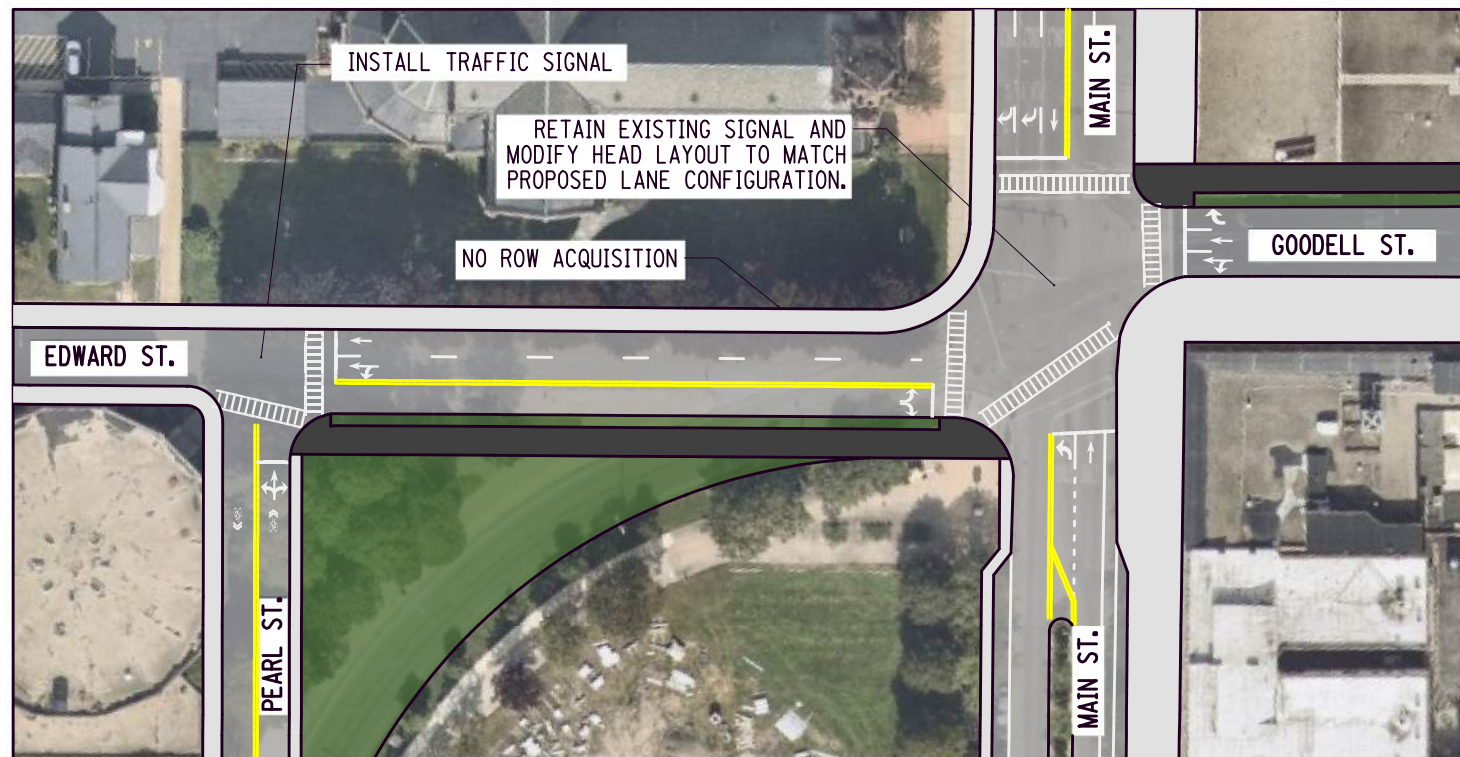 INSTALL TRAFFIC SIGNAL
MAIN ST.
RETAIN EXISTING SIGNAL AND
MODIFY HEAD LAYOUT TO MATCH
PROPOSED LANE CONFIGURATION.
GOODELL ST.
NO ROW ACQUISITION
EDWARD ST.
PEARL ST.
MAIN ST.